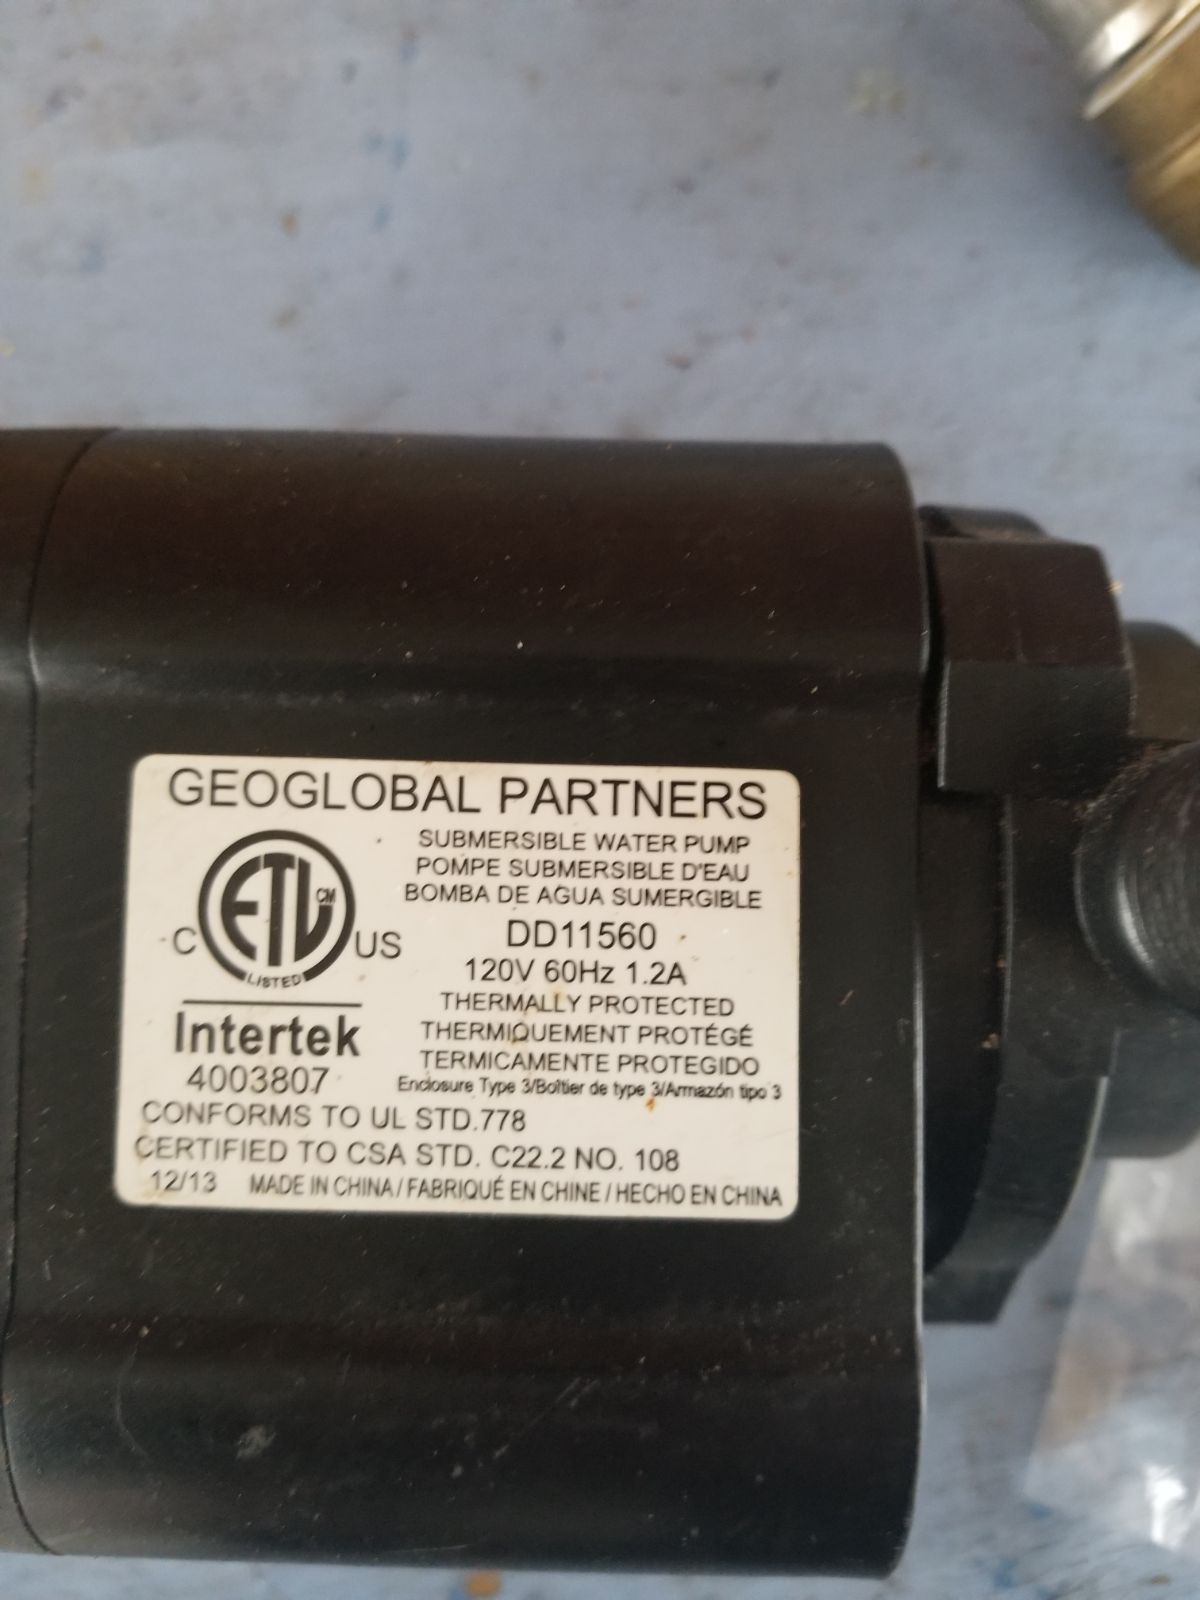 GEOGLOBAL PARTNERS
SUBMERSIBLE WATER PUMP
POMPE SUBMERSIBLE D'EAU
BOMBA DE AGUA SUMERGIBLE
DD11560
120V 60Hz 1.2A
THERMALLY PROTECTED
THERMIQUEMENT PROTÉGÉ
TERMICAMENTE PROTEGIDO
Enclosure Type 3/Boîtier de type 3/Armazón tipo 3
ETL CM
C US
LISTED
Intertek
4003807
CONFORMS TO UL STD.778
CERTIFIED TO CSA STD. C22.2 NO. 108
12/13 MADE IN CHINA / FABRIQUÉ EN CHINE / HECHO EN CHINA